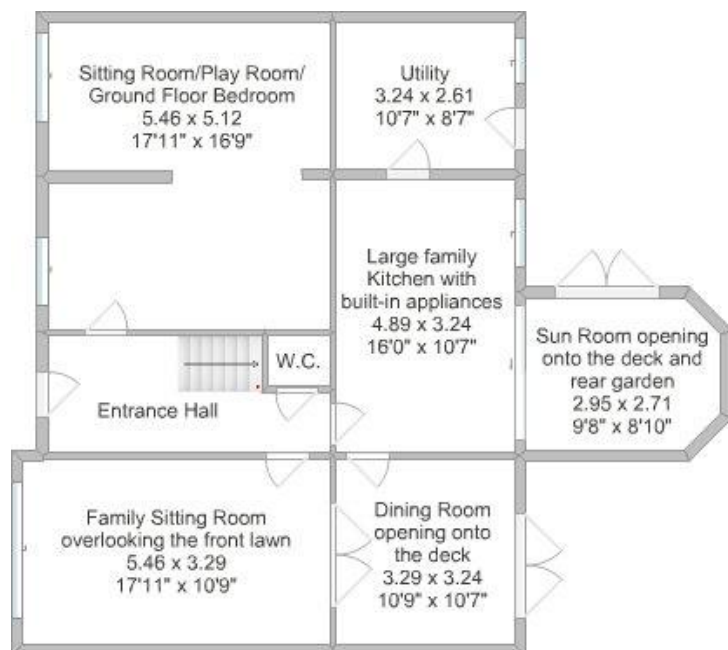 Sitting Room/Play Room/
Ground Floor Bedroom
5.46 x 5.12
17'11" x 16'9"
Utility
3.24 x 2.61
10'7" x 8'7"
Large family
Kitchen with
built-in appliances
4.89 x 3.24
16'0" x 10'7"
Sun Room opening
onto the deck and
rear garden
2.95 x 2.71
9'8" x 8'10"
W.C.
Entrance Hall
Family Sitting Room
overlooking the front lawn
5.46 x 3.29
17'11" x 10'9"
Dining Room
opening onto
the deck
3.29 x 3.24
10'9" x 10'7"